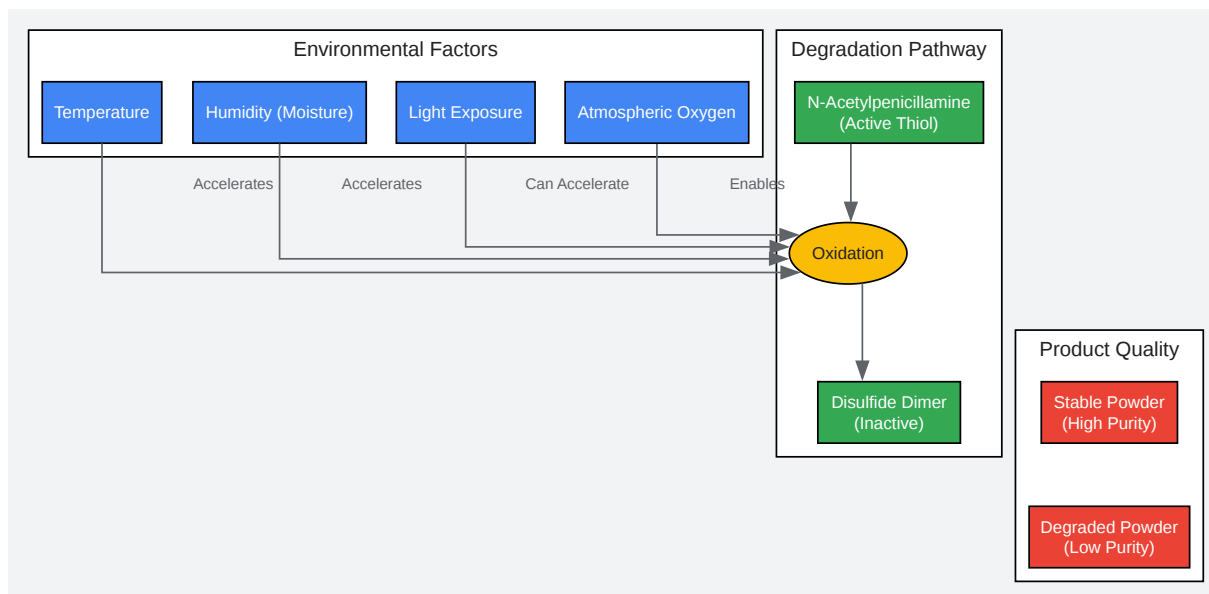 Environmental Factors
Temperature
Humidity (Moisture)
Light Exposure
Atmospheric Oxygen
Accelerates
Accelerates
Can Accelerate
Enables
Degradation Pathway
N-Acetylpenicillamine
(Active Thiol)
Oxidation
Disulfide Dimer
(Inactive)
Product Quality
Stable Powder
(High Purity)
Degraded Powder
(Low Purity)